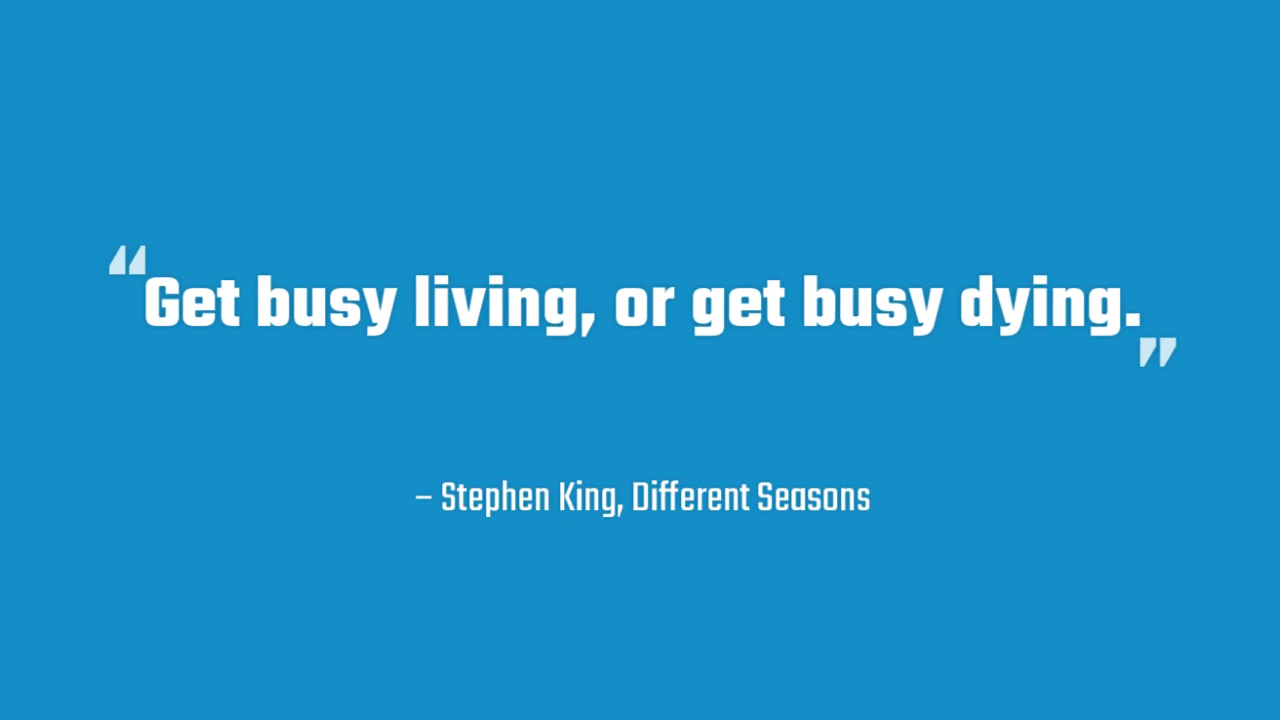 “Get busy living, or get busy dying.”
– Stephen King, Different Seasons